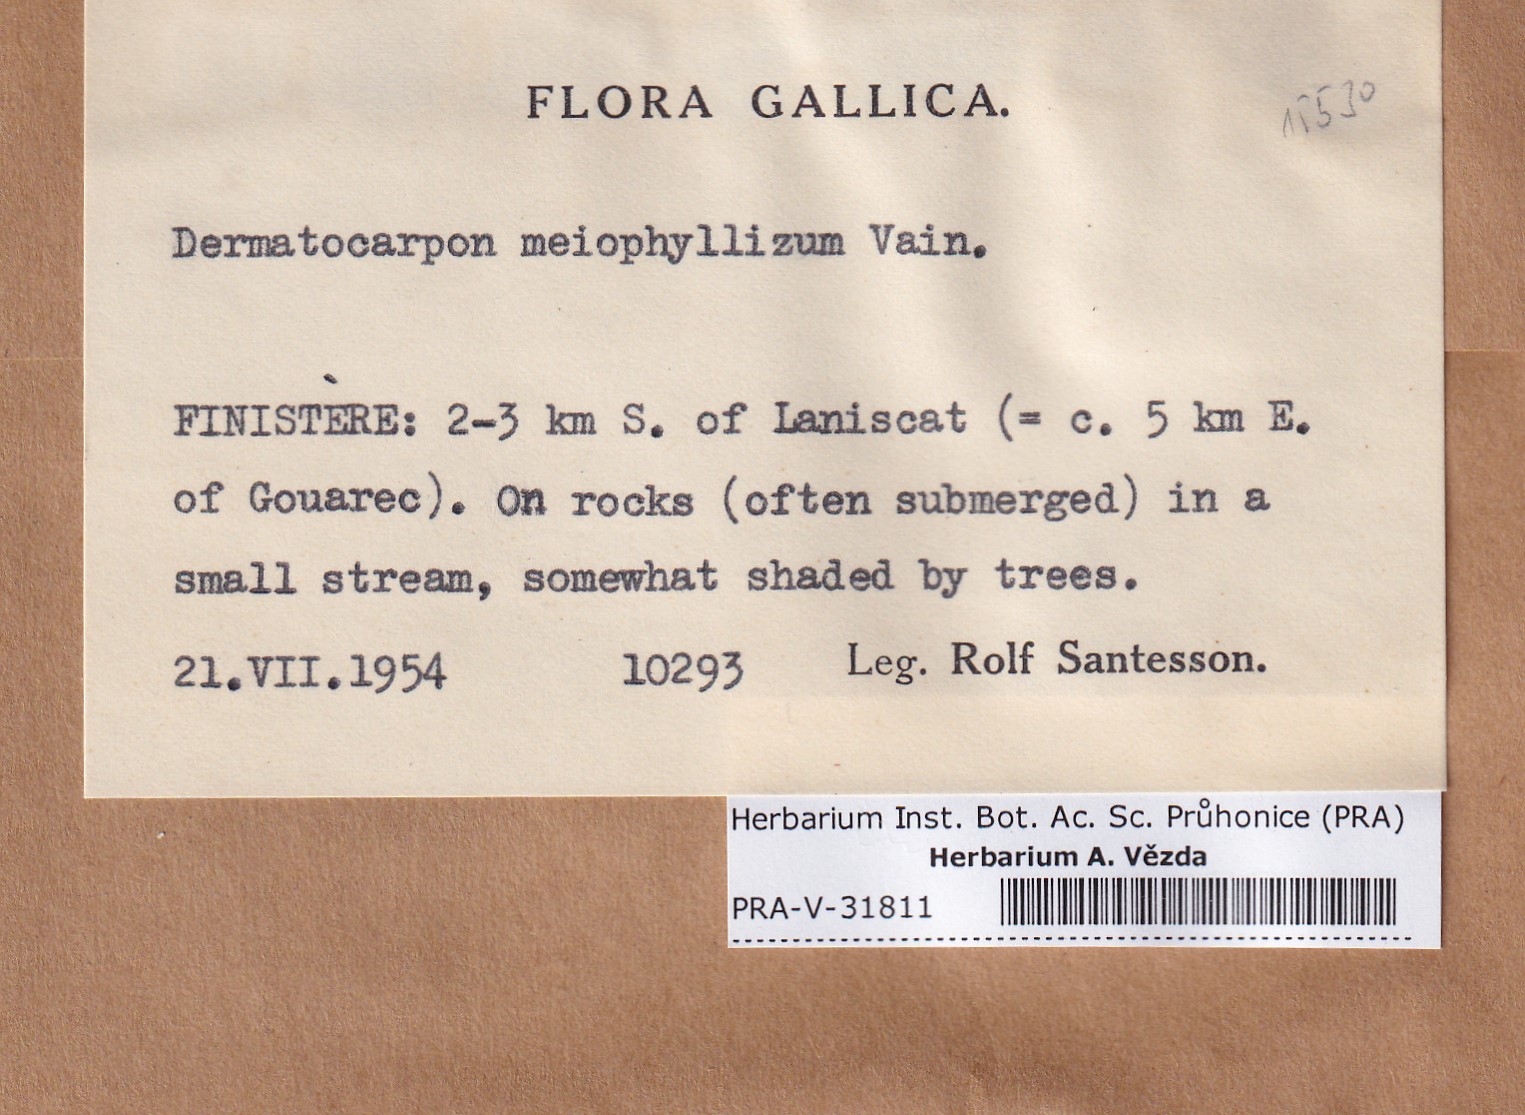 FLORA GALLICA.
15530
Dermatocarpon meiophyllizum Vain.
FINISTÈRE: 2-3 km S. of Laniscat (= c. 5 km E.
of Gouarec). On rocks (often submerged) in a
small stream, somewhat shaded by trees.
21.VII.1954 10293 Leg. Rolf Santesson.
Herbarium Inst. Bot. Ac. Sc. Průhonice (PRA)
Herbarium A. Vězda
PRA-V-31811